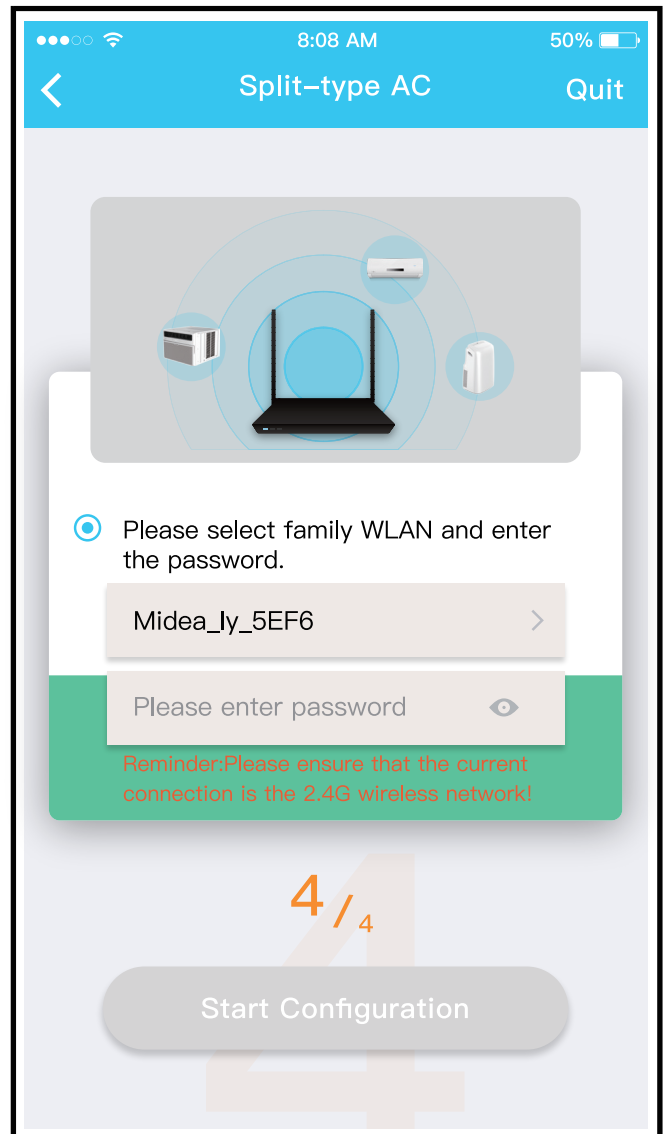 8:08 AM
50%
Split-type AC
Quit
Please select family WLAN and enter
the password.
Midea_ly_5EF6
Please enter password
Reminder:Please ensure that the current
connection is the 2.4G wireless network!
4/4
4
Start Configuration